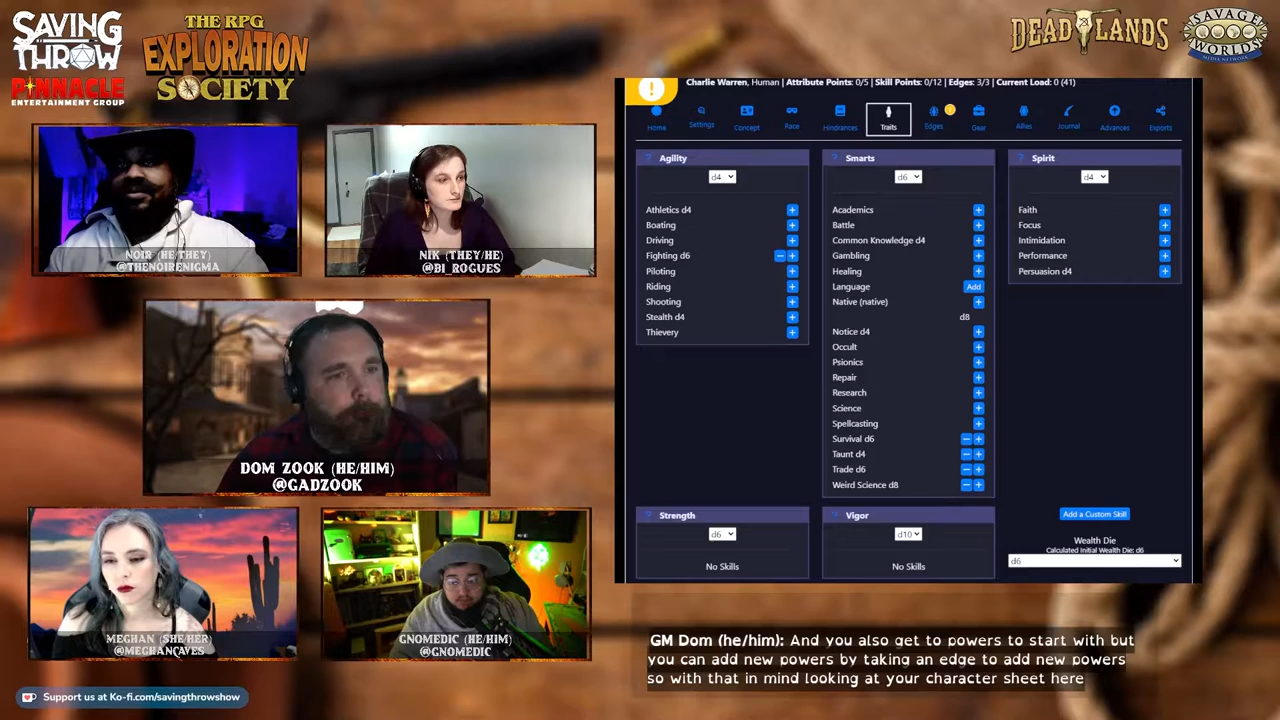 SAVING
THROW
PINNACLE
ENTERTAINMENT GROUP
THE RPG
EXPLORATION
SOCIETY
DEADLANDS
SAVAGE
WORLDS
MEDIA NETWORK
NOIR (HE/THEY)
@THENOIRENIGMA
NIK (THEY/HE)
@BI_ROGUES
DOM ZOOK (HE/HIM)
@GADZOOK
MEGHAN (SHE/HER)
@MEGHANCAVES
GNOMEDIC (HE/HIM)
@GNOMEDIC
Support us at Ko-fi.com/savingthrowshow
!
Charlie Warren, Human | Attribute Points: 0/5 | Skill Points: 0/12 | Edges: 3/3 | Current Load: 0 (41)
Home
Settings
Concept
Race
Hindrances
Traits
Edges
Gear
Allies
Journal
Advances
Exports
? Agility
d4
Athletics d4 +
Boating +
Driving +
Fighting d6 − +
Piloting +
Riding +
Shooting +
Stealth d4 +
Thievery +
? Smarts
d6
Academics +
Battle +
Common Knowledge d4 +
Gambling +
Healing +
Language Add
Native (native) +
d8
Notice d4 +
Occult +
Psionics +
Repair +
Research +
Science +
Spellcasting +
Survival d6 − +
Taunt d4 − +
Trade d6 − +
Weird Science d8 − +
? Spirit
d4
Faith +
Focus +
Intimidation +
Performance +
Persuasion d4 +
? Strength
d6
No Skills
? Vigor
d10
No Skills
Add a Custom Skill
Wealth Die
Calculated Initial Wealth Die: d6
d6
GM Dom (he/him): And you also get to powers to start with but
you can add new powers by taking an edge to add new powers
so with that in mind looking at your character sheet here